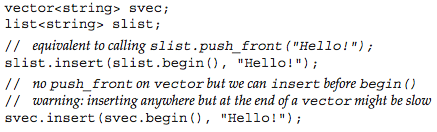 vector<string> svec;
list<string> slist;
// equivalent to calling slist.push_front("Hello!");
slist.insert(slist.begin(), "Hello!");
// no push_front on vector but we can insert before begin()
// warning: inserting anywhere but at the end of a vector might be slow
svec.insert(svec.begin(), "Hello!");